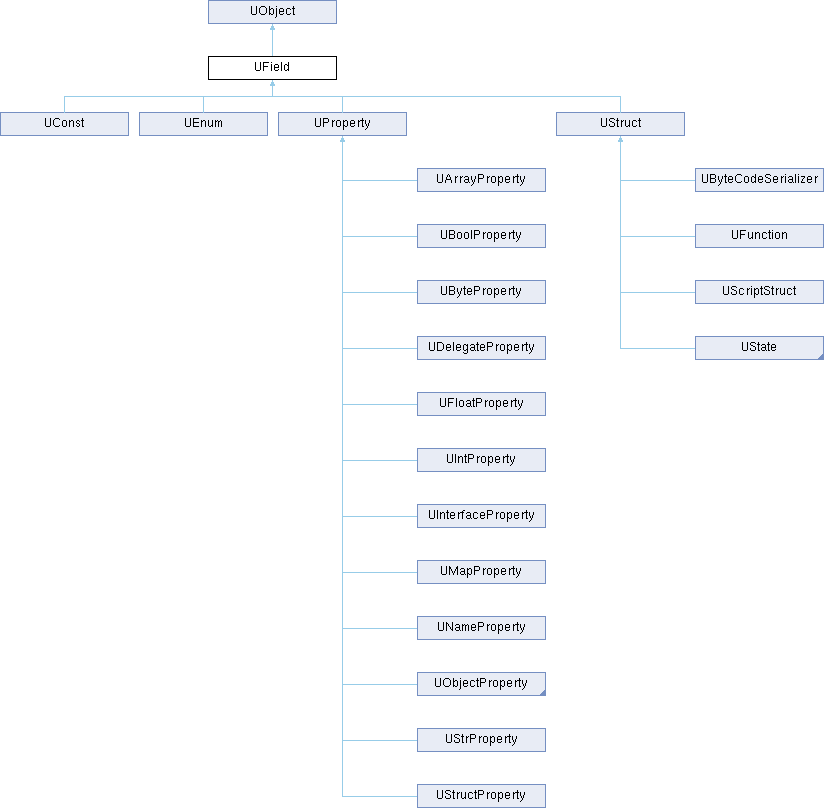 UObject
UField
UConst
UEnum
UProperty
UStruct
UArrayProperty
UByteCodeSerializer
UBoolProperty
UFunction
UByteProperty
UScriptStruct
UDelegateProperty
UState
UFloatProperty
UIntProperty
UInterfaceProperty
UMapProperty
UNameProperty
UObjectProperty
UStrProperty
UStructProperty